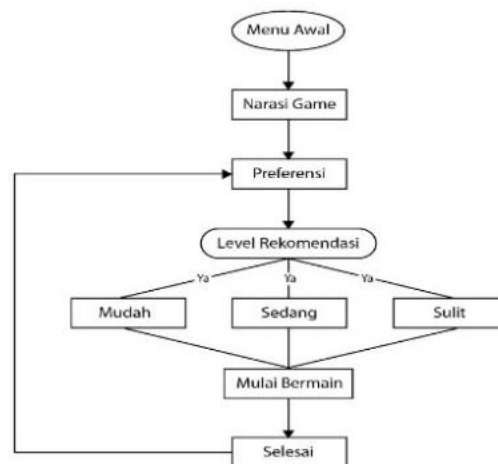 Menu Awal
Narasi Game
Preferensi
Level Rekomendasi
Ya
Ya
Ya
Mudah
Sedang
Sulit
Mulai Bermain
Selesai